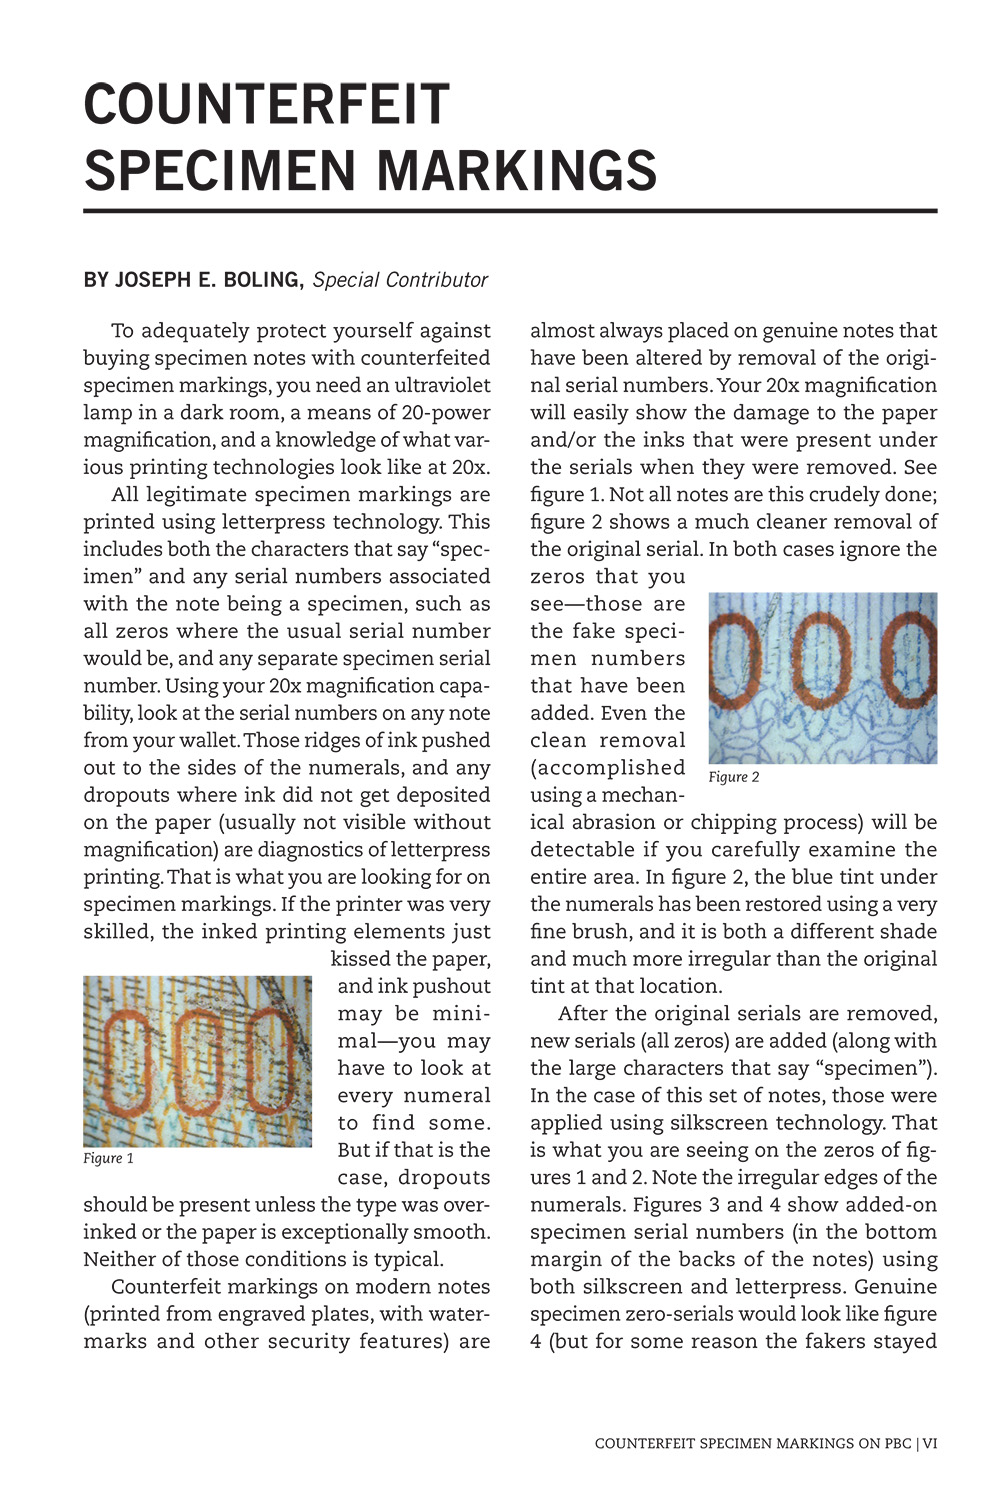 COUNTERFEIT
SPECIMEN MARKINGS
BY JOSEPH E. BOLING, Special Contributor
To adequately protect yourself against
buying specimen notes with counterfeited
specimen markings, you need an ultraviolet
lamp in a dark room, a means of 20-power
magnification, and a knowledge of what var-
ious printing technologies look like at 20x.
All legitimate specimen markings are
printed using letterpress technology. This
includes both the characters that say “spec-
imen” and any serial numbers associated
with the note being a specimen, such as
all zeros where the usual serial number
would be, and any separate specimen serial
number. Using your 20x magnification capa-
bility, look at the serial numbers on any note
from your wallet. Those ridges of ink pushed
out to the sides of the numerals, and any
dropouts where ink did not get deposited
on the paper (usually not visible without
magnification) are diagnostics of letterpress
printing. That is what you are looking for on
specimen markings. If the printer was very
skilled, the inked printing elements just
kissed the paper,
and ink pushout
may be mini-
mal—you may
have to look at
every numeral
to find some.
But if that is the
case, dropouts
000
Figure 1
should be present unless the type was over-
inked or the paper is exceptionally smooth.
Neither of those conditions is typical.
Counterfeit markings on modern notes
(printed from engraved plates, with water-
marks and other security features) are
almost always placed on genuine notes that
have been altered by removal of the origi-
nal serial numbers. Your 20x magnification
will easily show the damage to the paper
and/or the inks that were present under
the serials when they were removed. See
figure 1. Not all notes are this crudely done;
figure 2 shows a much cleaner removal of
the original serial. In both cases ignore the
zeros that you
see—those are
the fake speci-
men numbers
that have been
added. Even the
clean removal
(accomplished
using a mechan-
000
Figure 2
ical abrasion or chipping process) will be
detectable if you carefully examine the
entire area. In figure 2, the blue tint under
the numerals has been restored using a very
fine brush, and it is both a different shade
and much more irregular than the original
tint at that location.
After the original serials are removed,
new serials (all zeros) are added (along with
the large characters that say “specimen”).
In the case of this set of notes, those were
applied using silkscreen technology. That
is what you are seeing on the zeros of fig-
ures 1 and 2. Note the irregular edges of the
numerals. Figures 3 and 4 show added-on
specimen serial numbers (in the bottom
margin of the backs of the notes) using
both silkscreen and letterpress. Genuine
specimen zero-serials would look like figure
4 (but for some reason the fakers stayed
COUNTERFEIT SPECIMEN MARKINGS ON PBC | VI